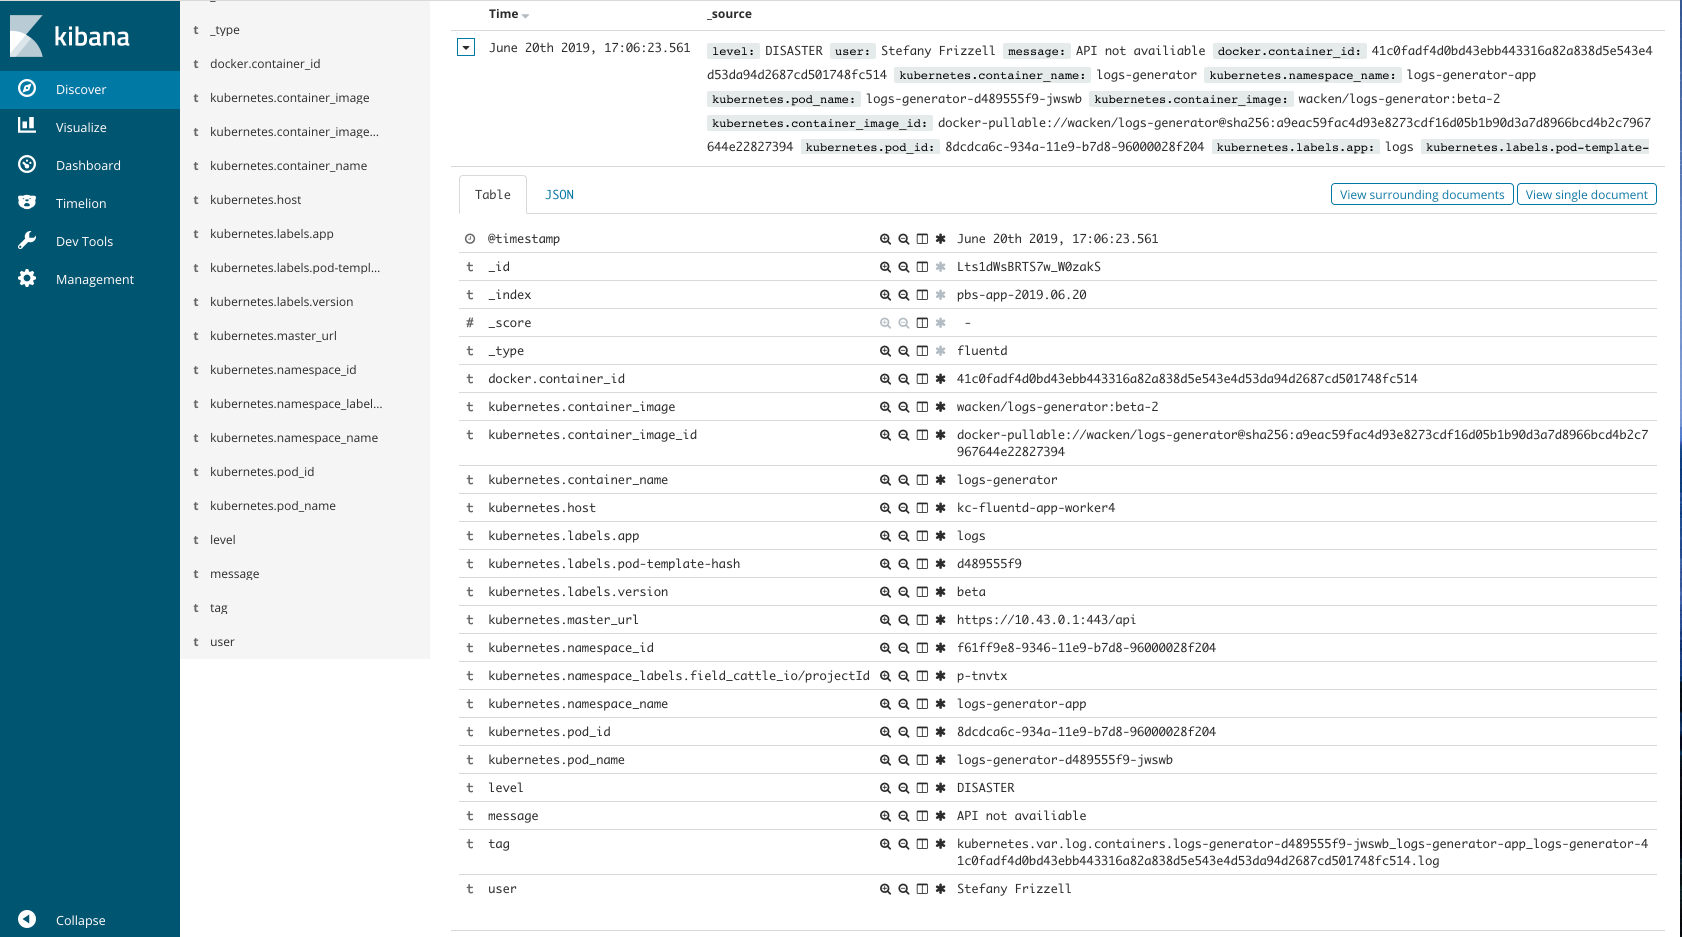 kibana
Discover
Visualize
Dashboard
Timelion
Dev Tools
Management
Collapse
t _type
t docker.container_id
t kubernetes.container_image
t kubernetes.container_image...
t kubernetes.container_name
t kubernetes.host
t kubernetes.labels.app
t kubernetes.labels.pod-templ...
t kubernetes.labels.version
t kubernetes.master_url
t kubernetes.namespace_id
t kubernetes.namespace_label...
t kubernetes.namespace_name
t kubernetes.pod_id
t kubernetes.pod_name
t level
t message
t tag
t user
Time _source
June 20th 2019, 17:06:23.561 level: DISASTER user: Stefany Frizzell message: API not availiable docker.container_id: 41c0fadf4d0bd43ebb443316a82a838d5e543e4
d53da94d2687cd501748fc514 kubernetes.container_name: logs-generator kubernetes.namespace_name: logs-generator-app
kubernetes.pod_name: logs-generator-d489555f9-jwswb kubernetes.container_image: wacken/logs-generator:beta-2
kubernetes.container_image_id: docker-pullable://wacken/logs-generator@sha256:a9eac59fac4d93e8273cdf16d05b1b90d3a7d8966bcd4b2c7967
644e22827394 kubernetes.pod_id: 8dcdca6c-934a-11e9-b7d8-96000028f204 kubernetes.labels.app: logs kubernetes.labels.pod-template-
Table JSON View surrounding documents View single document
@timestamp June 20th 2019, 17:06:23.561
t _id Lts1dWsBRTS7w_W0zakS
t _index pbs-app-2019.06.20
# _score -
t _type fluentd
t docker.container_id 41c0fadf4d0bd43ebb443316a82a838d5e543e4d53da94d2687cd501748fc514
t kubernetes.container_image wacken/logs-generator:beta-2
t kubernetes.container_image_id docker-pullable://wacken/logs-generator@sha256:a9eac59fac4d93e8273cdf16d05b1b90d3a7d8966bcd4b2c7
967644e22827394
t kubernetes.container_name logs-generator
t kubernetes.host kc-fluentd-app-worker4
t kubernetes.labels.app logs
t kubernetes.labels.pod-template-hash d489555f9
t kubernetes.labels.version beta
t kubernetes.master_url https://10.43.0.1:443/api
t kubernetes.namespace_id f61ff9e8-9346-11e9-b7d8-96000028f204
t kubernetes.namespace_labels.field_cattle_io/projectId p-tnvtx
t kubernetes.namespace_name logs-generator-app
t kubernetes.pod_id 8dcdca6c-934a-11e9-b7d8-96000028f204
t kubernetes.pod_name logs-generator-d489555f9-jwswb
t level DISASTER
t message API not availiable
t tag kubernetes.var.log.containers.logs-generator-d489555f9-jwswb_logs-generator-app_logs-generator-4
1c0fadf4d0bd43ebb443316a82a838d5e543e4d53da94d2687cd501748fc514.log
t user Stefany Frizzell